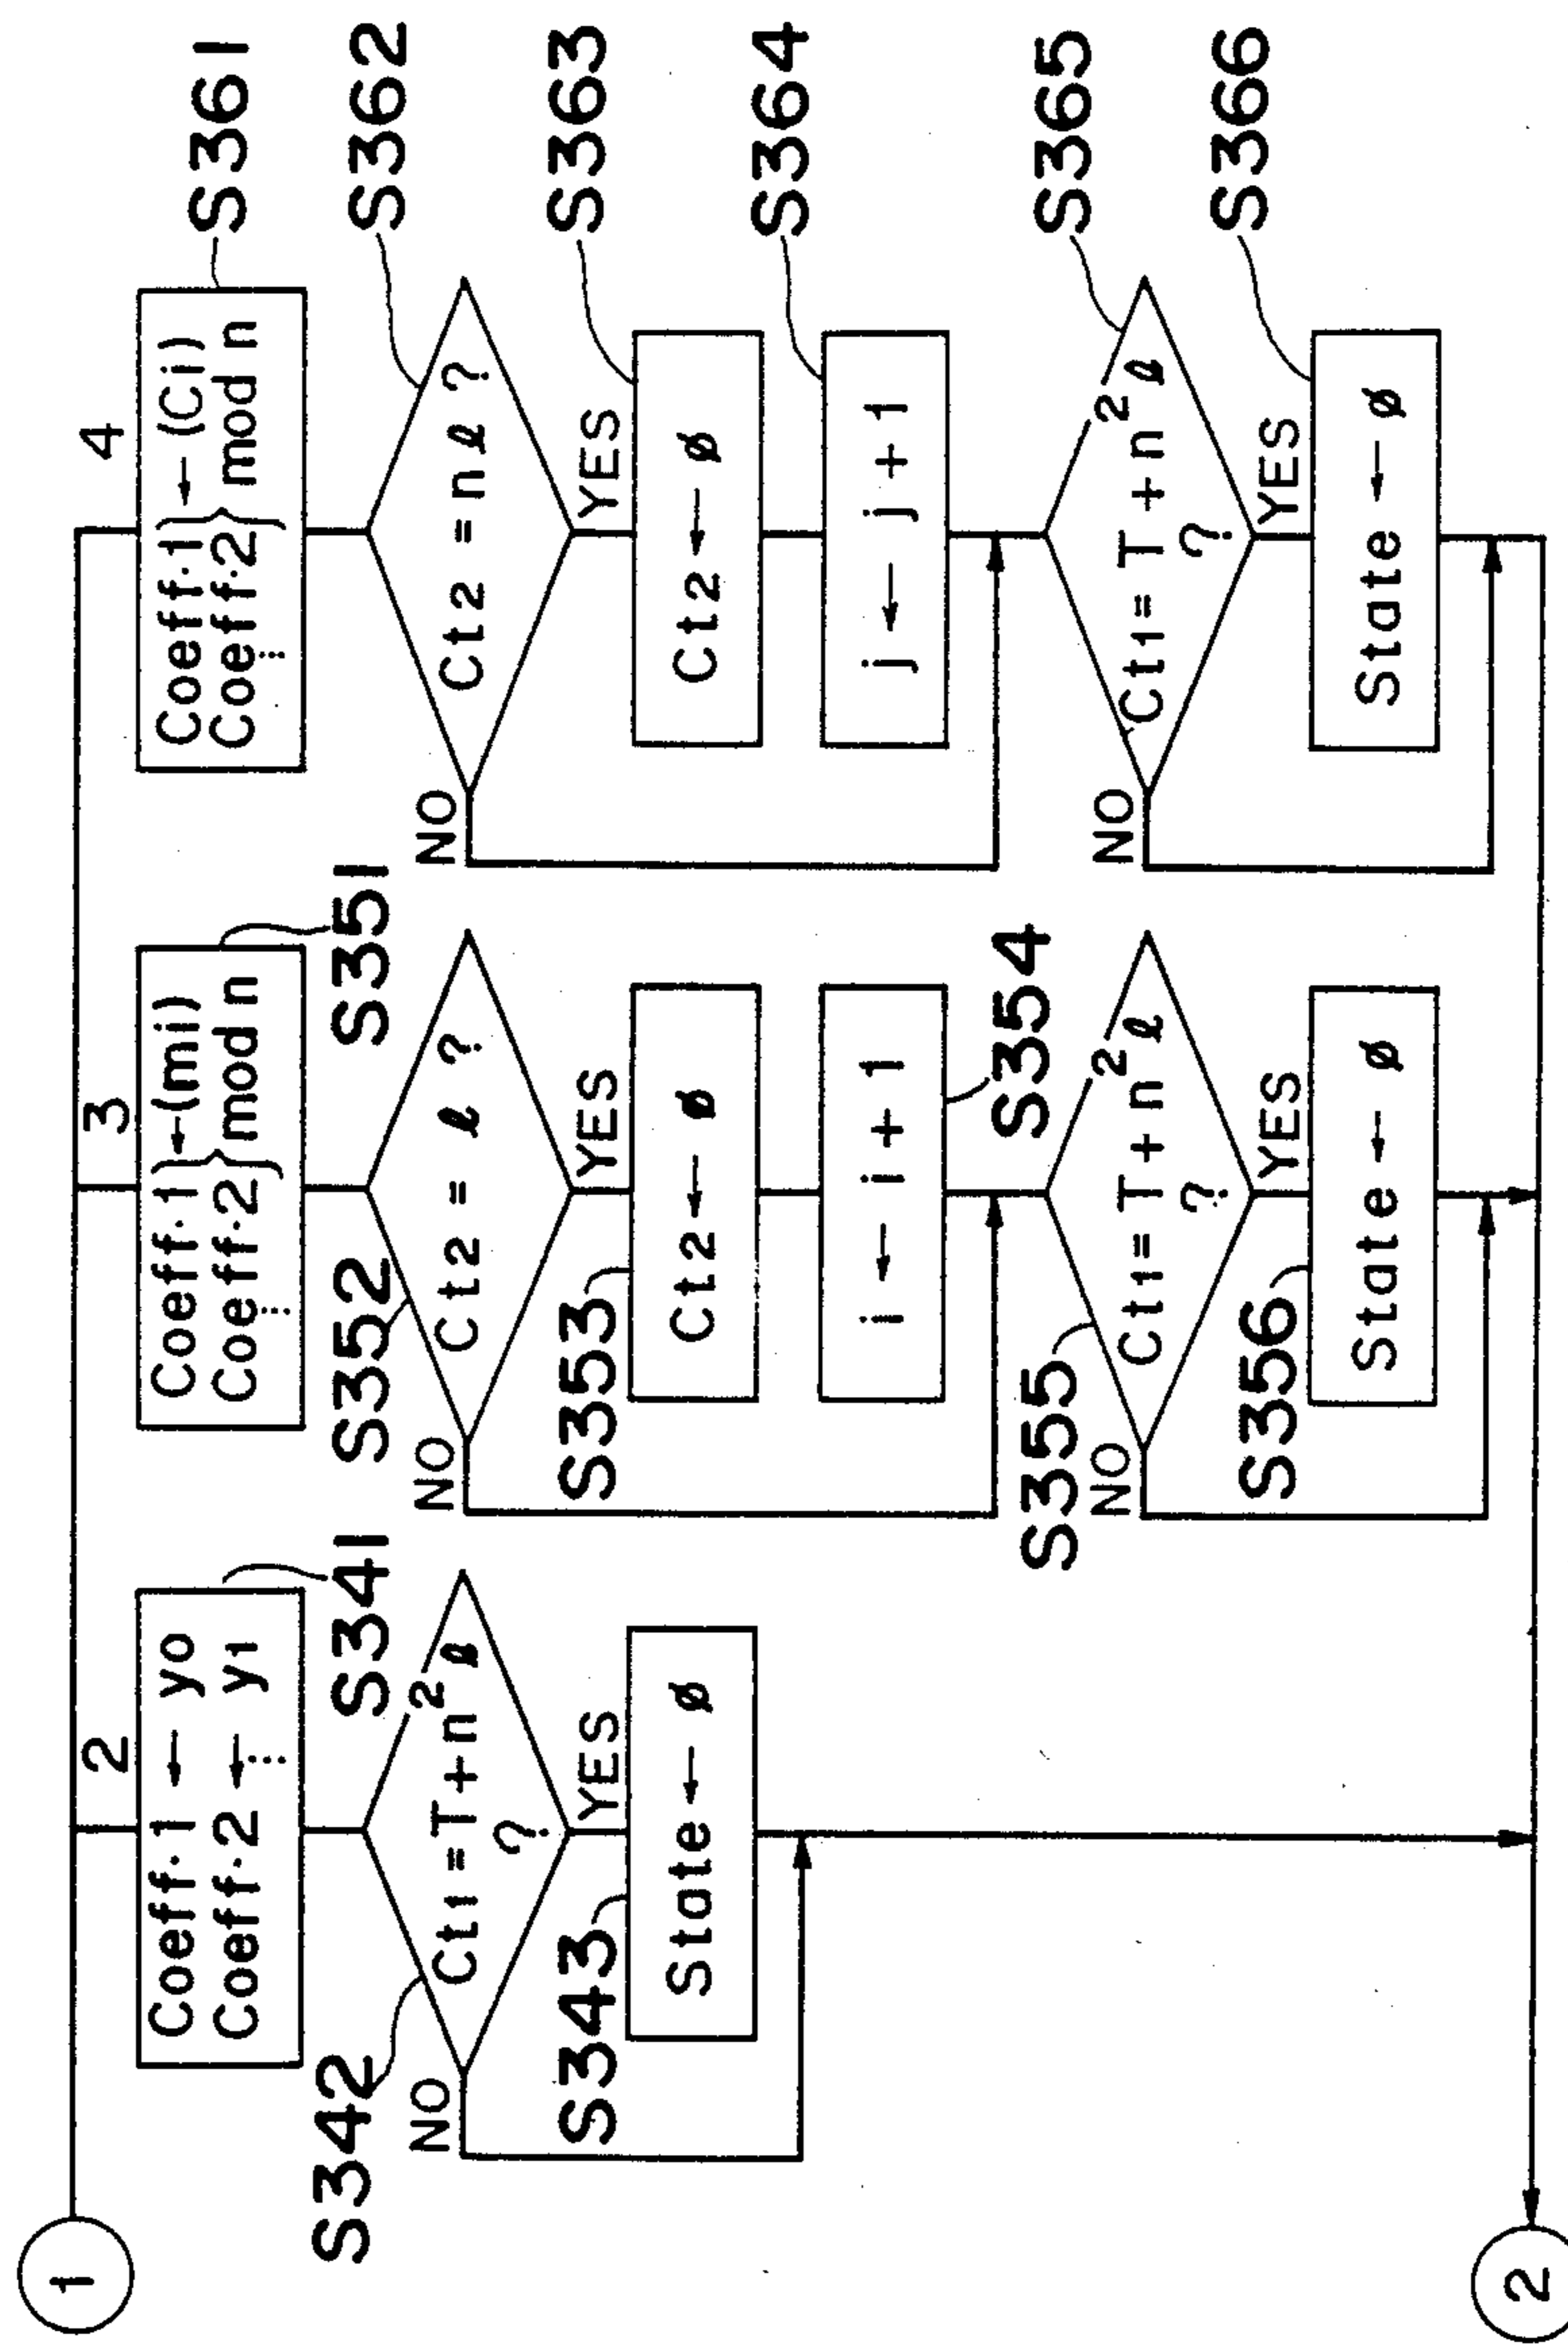 1
2
Coeff·1 ← y0
Coeff·2 ← y1
⋮
S341
S342
Ct1 = T + n²ℓ
?
NO
YES
S343
State ← ø
3
Coeff·1 } ← (mi)
Coeff·2 } mod n
⋮
S351
S352
Ct2 = ℓ ?
NO
YES
S353
Ct2 ← ø
i ← i + 1
S354
S355
Ct1 = T + n²ℓ
?
NO
YES
S356
State ← ø
4
Coeff·1 } ← (Ci)
Coeff·2 } mod n
⋮
S361
S362
Ct2 = nℓ ?
NO
YES
S363
Ct2 ← ø
S364
j ← j + 1
S365
Ct1 = T + n²ℓ
?
NO
YES
S366
State ← ø
2